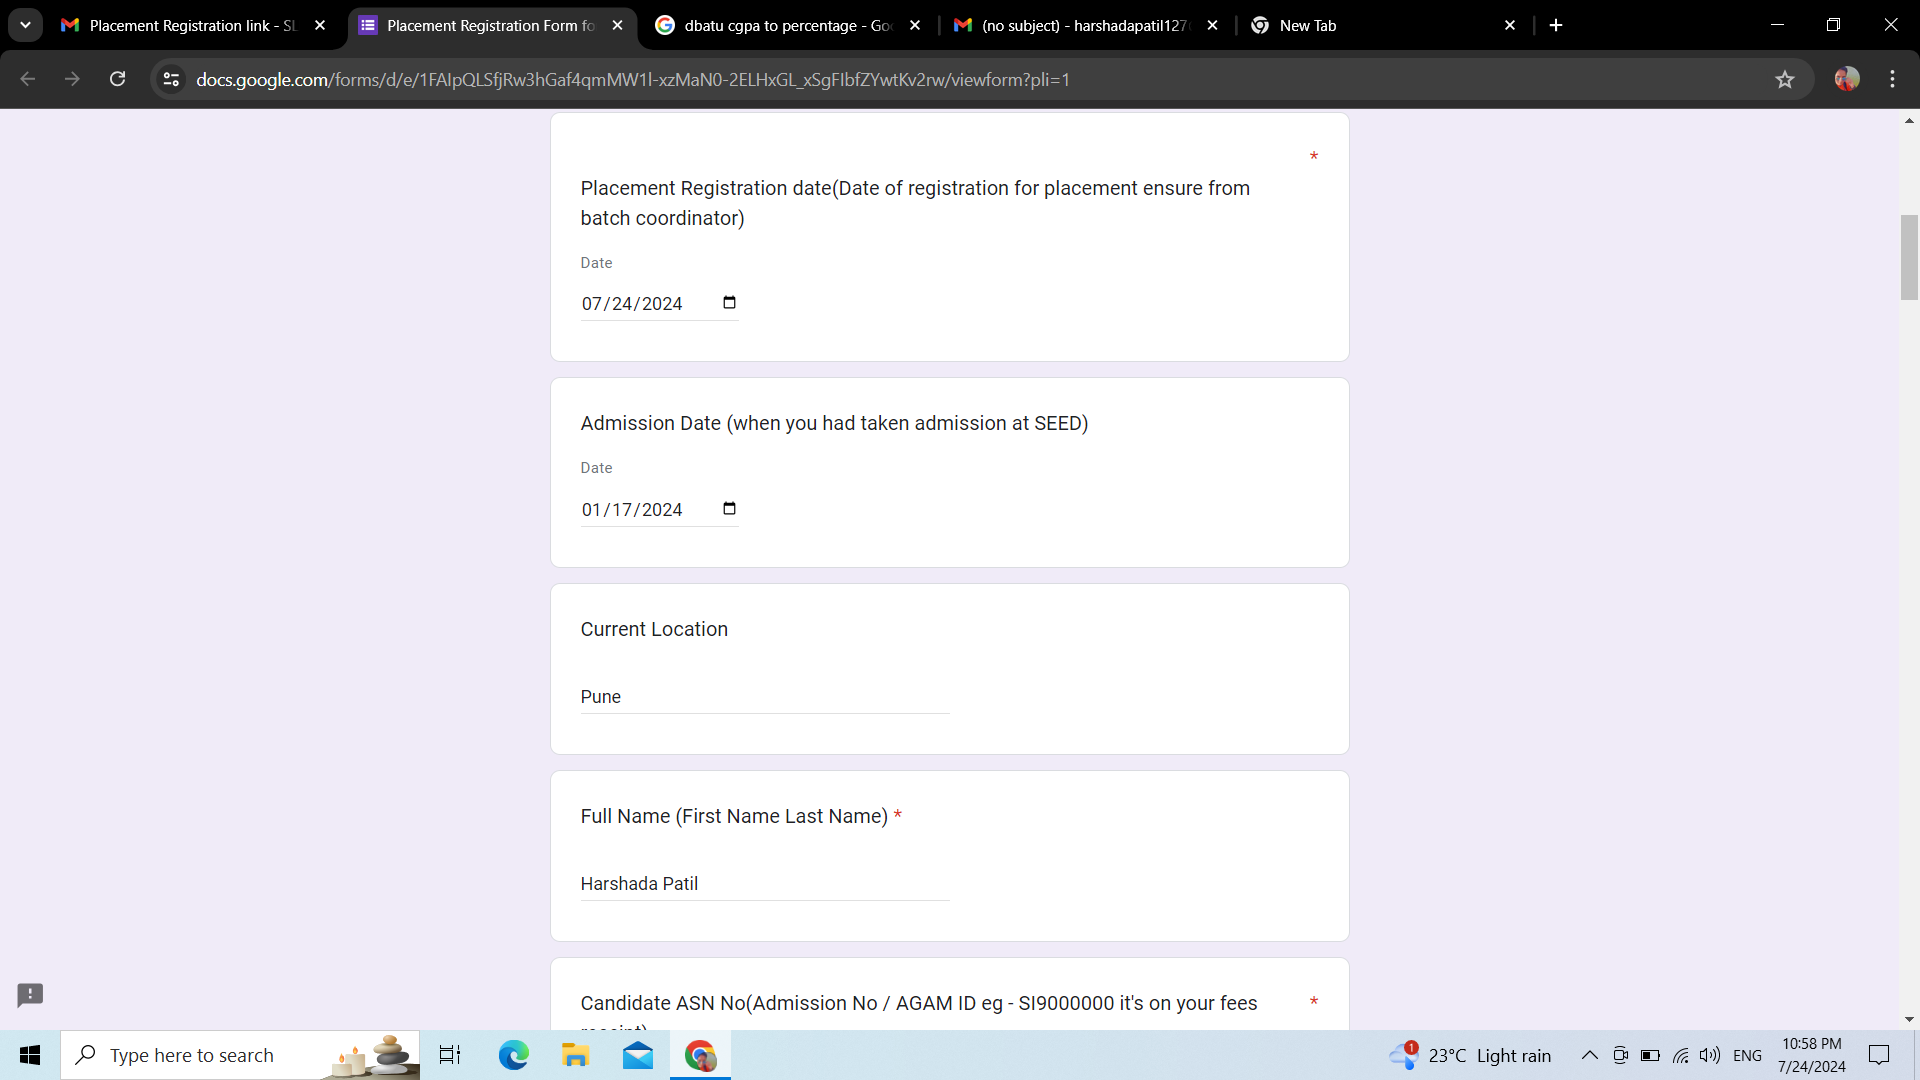 Placement Registration link - SL
Placement Registration Form fo
dbatu cgpa to percentage - Goo
(no subject) - harshadapatil127
New Tab
docs.google.com/forms/d/e/1FAIpQLSfjRw3hGaf4qmMW1l-xzMaN0-2ELHxGL_xSgFIbfZYwtKv2rw/viewform?pli=1
*
Placement Registration date(Date of registration for placement ensure from
batch coordinator)
Date
07/24/2024
Admission Date (when you had taken admission at SEED)
Date
01/17/2024
Current Location
Pune
Full Name (First Name Last Name) *
Harshada Patil
Candidate ASN No(Admission No / AGAM ID eg - SI9000000 it's on your fees *
receipt)
Type here to search
1
23°C Light rain
ENG
10:58 PM
7/24/2024